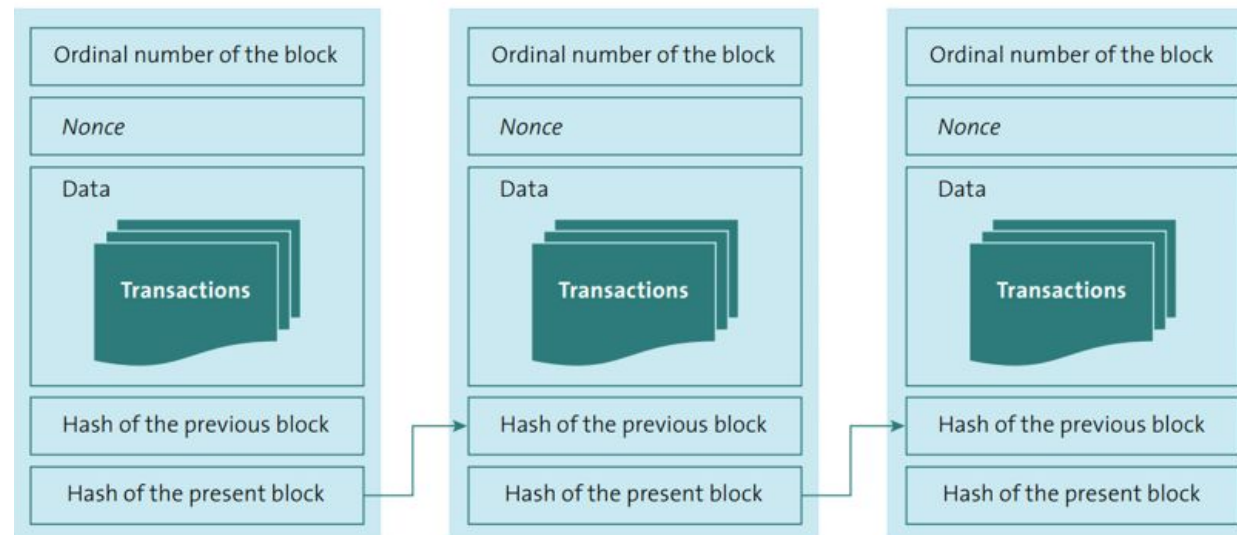 Ordinal number of the block
Nonce
Data
Transactions
Hash of the previous block
Hash of the present block
Ordinal number of the block
Nonce
Data
Transactions
Hash of the previous block
Hash of the present block
Ordinal number of the block
Nonce
Data
Transactions
Hash of the previous block
Hash of the present block